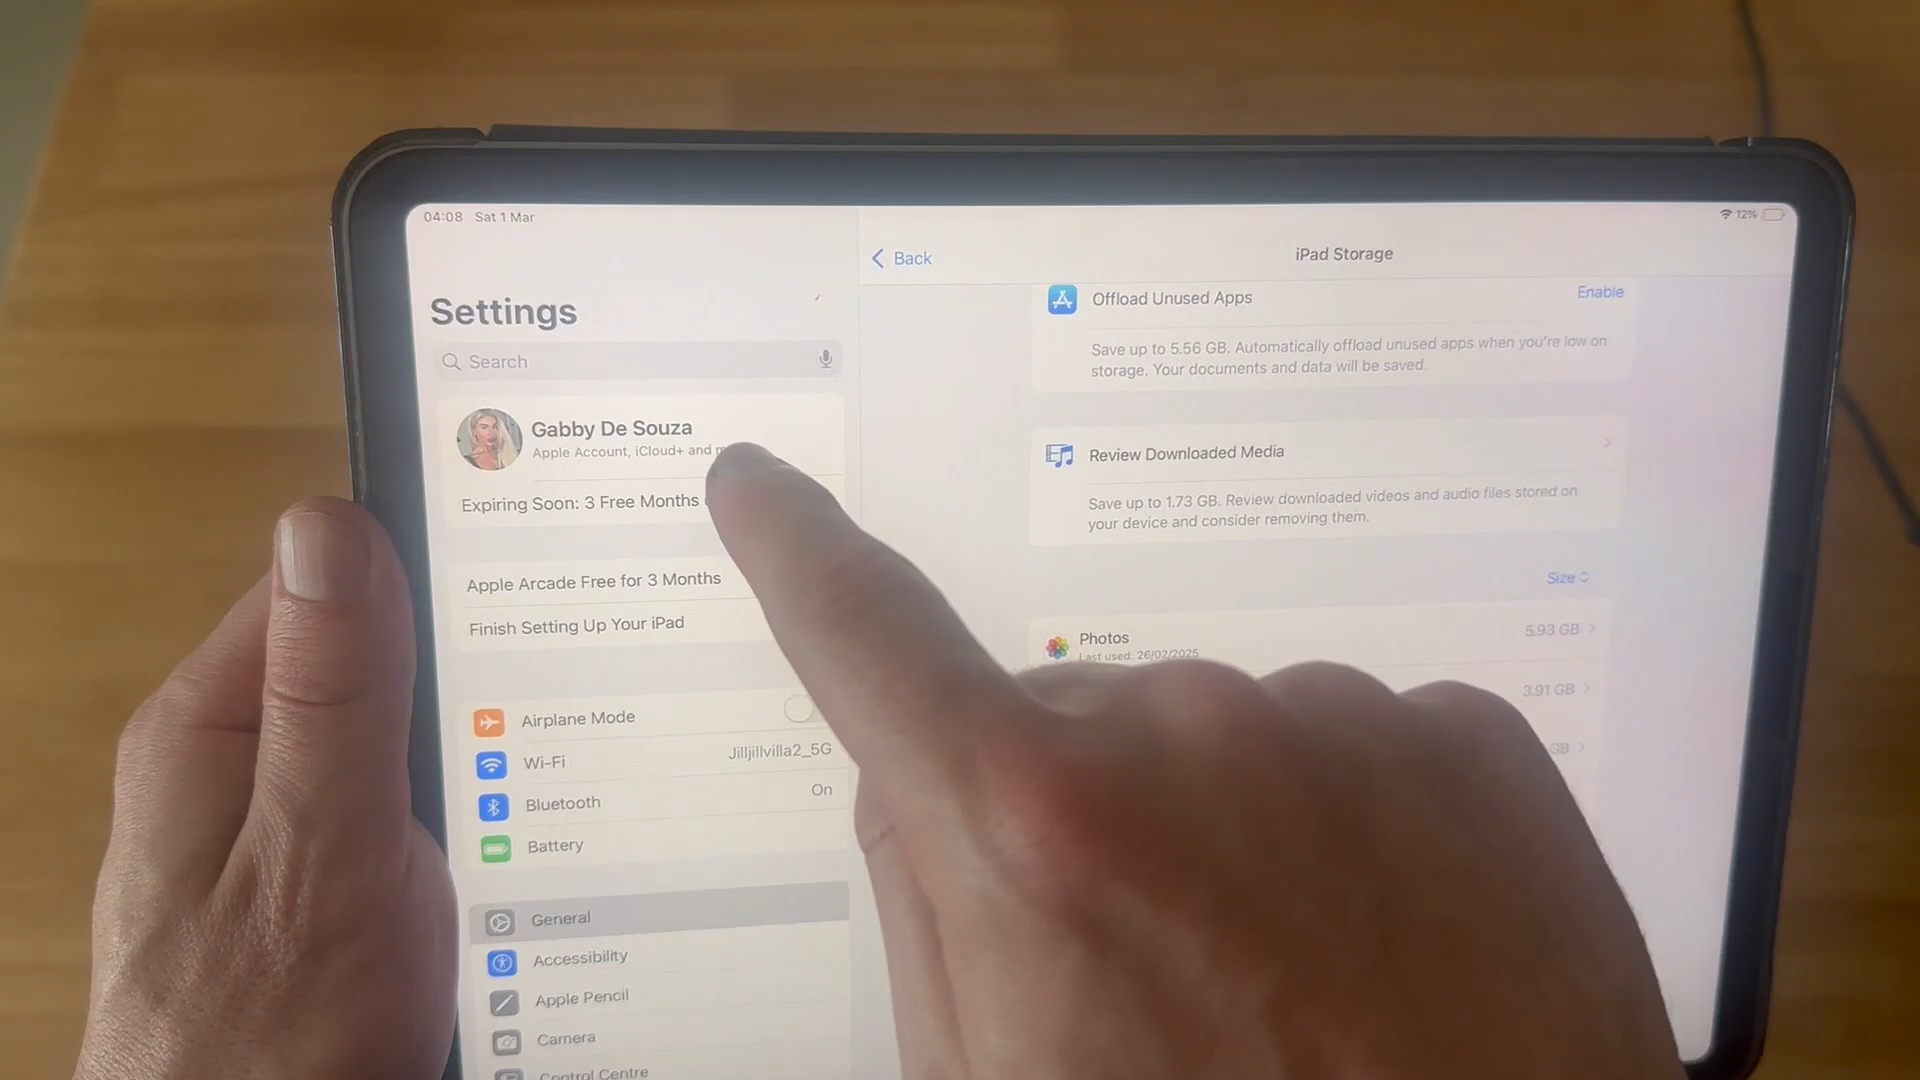 04:08 Sat 1 Mar
12%
Settings
Search
Gabby De Souza
Apple Account, iCloud+ and
Expiring Soon: 3 Free Months
Apple Arcade Free for 3 Months
Finish Setting Up Your iPad
Airplane Mode
Wi-Fi Jilljillvilla2_5G
Bluetooth On
Battery
General
Accessibility
Apple Pencil
Camera
Control Centre
Back
iPad Storage
Offload Unused Apps Enable
Save up to 5.56 GB. Automatically offload unused apps when you're low on
storage. Your documents and data will be saved.
Review Downloaded Media
Save up to 1.73 GB. Review downloaded videos and audio files stored on
your device and consider removing them.
Size
Photos 5.93 GB
Last used: 26/02/2025
3.91 GB
GB